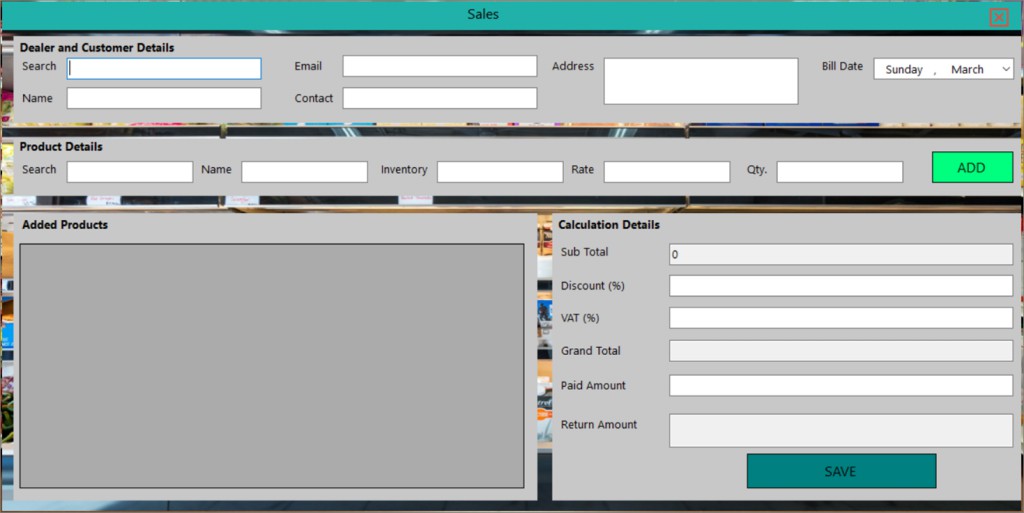 Sales
Dealer and Customer Details
Search
Email
Address
Bill Date
Sunday , March
Name
Contact
Product Details
Search
Name
Inventory
Rate
Qty.
ADD
Added Products
Calculation Details
Sub Total
0
Discount (%)
VAT (%)
Grand Total
Paid Amount
Return Amount
SAVE